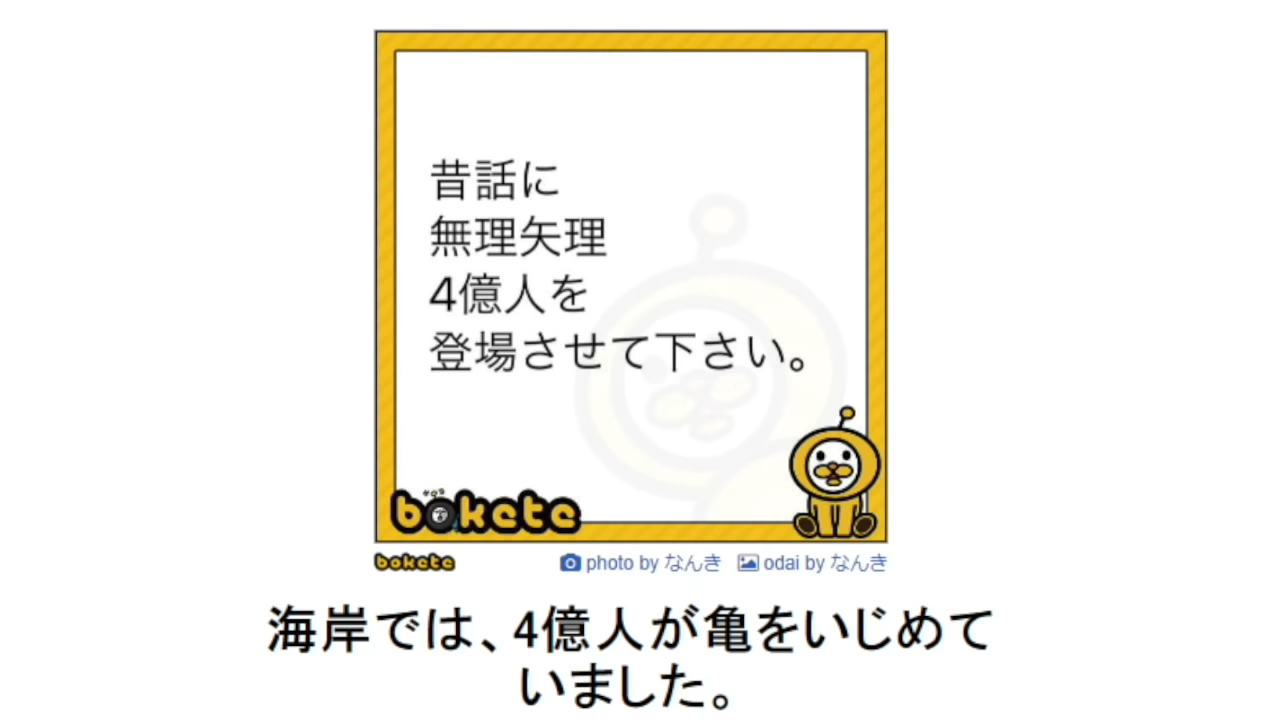 昔話に
無理矢理
4億人を
登場させて下さい。
bokete
bokete photo by なんき odai by なんき
海岸では、4億人が亀をいじめて
いました。